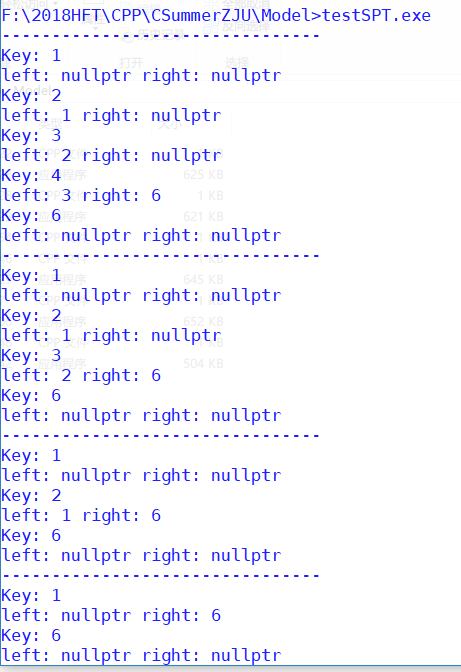 F:\2018HFT\CPP\CSummerZJU\Model>testSPT.exe
--------------------------------
Key: 1
left: nullptr right: nullptr
Key: 2
left: 1 right: nullptr
Key: 3
left: 2 right: nullptr
Key: 4
left: 3 right: 6
Key: 6
left: nullptr right: nullptr
--------------------------------
Key: 1
left: nullptr right: nullptr
Key: 2
left: 1 right: nullptr
Key: 3
left: 2 right: 6
Key: 6
left: nullptr right: nullptr
--------------------------------
Key: 1
left: nullptr right: nullptr
Key: 2
left: 1 right: 6
Key: 6
left: nullptr right: nullptr
--------------------------------
Key: 1
left: nullptr right: 6
Key: 6
left: nullptr right: nullptr